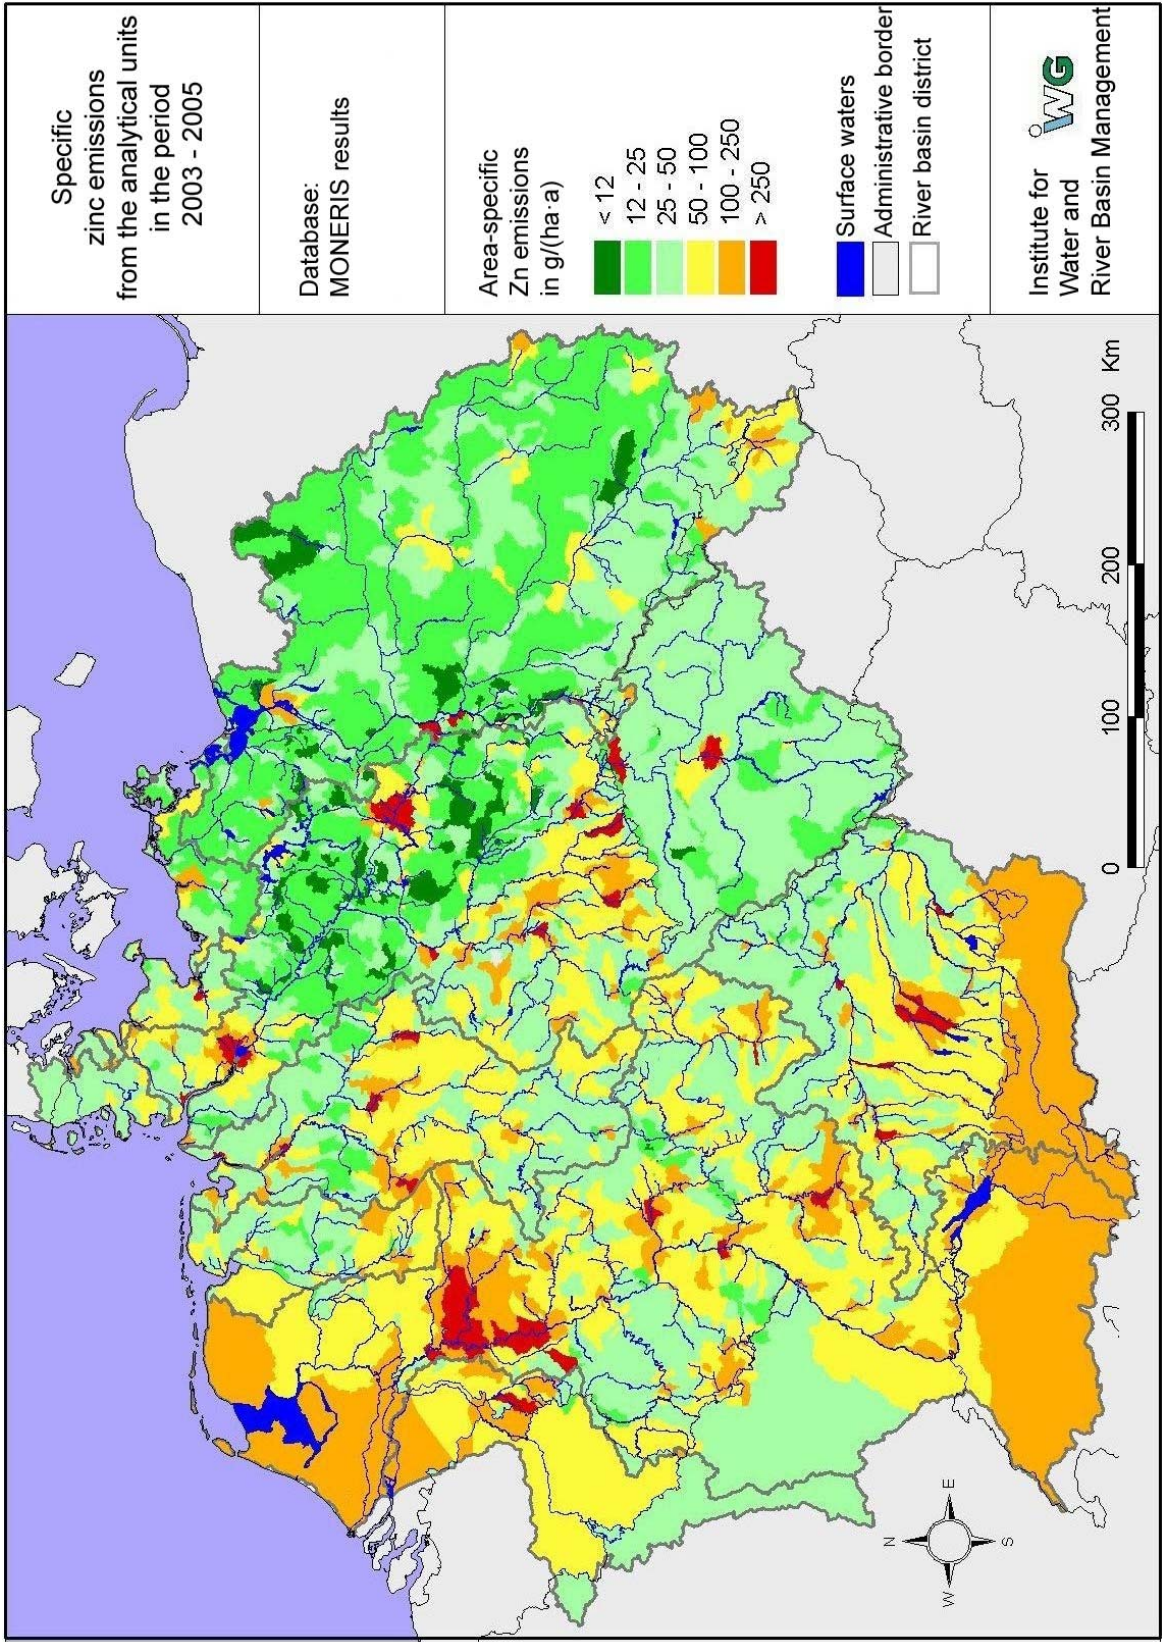 Specific
zinc emissions
from the analytical units
in the period
2003 - 2005
Database:
MONERIS results
Area-specific
Zn emissions
in g/(ha·a)
< 12
12 - 25
25 - 50
50 - 100
100 - 250
> 250
Surface waters
Administrative border
River basin district
Institute for
Water and
River Basin Management
iWG
0 100 200 300 Km
N
W E
S